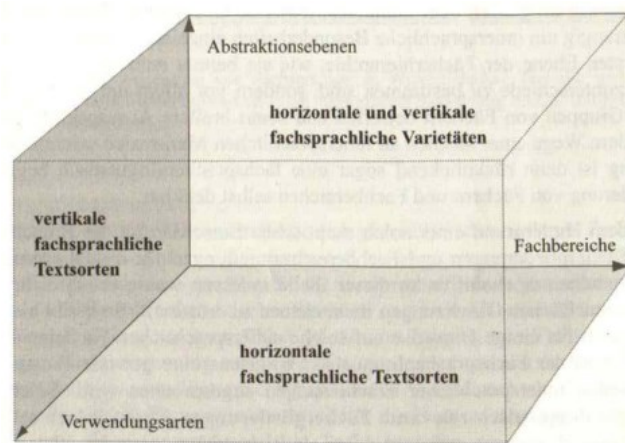 Abstraktionsebenen
horizontale und vertikale
fachsprachliche Varietäten
vertikale
fachsprachliche
Textsorten
Fachbereiche
horizontale
fachsprachliche Textsorten
Verwendungsarten